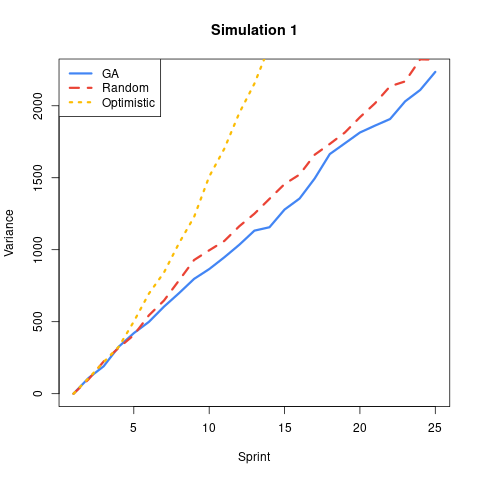 Simulation 1
GA
Random
Optimistic
Variance
2000
1500
1000
500
0
5 10 15 20 25
Sprint